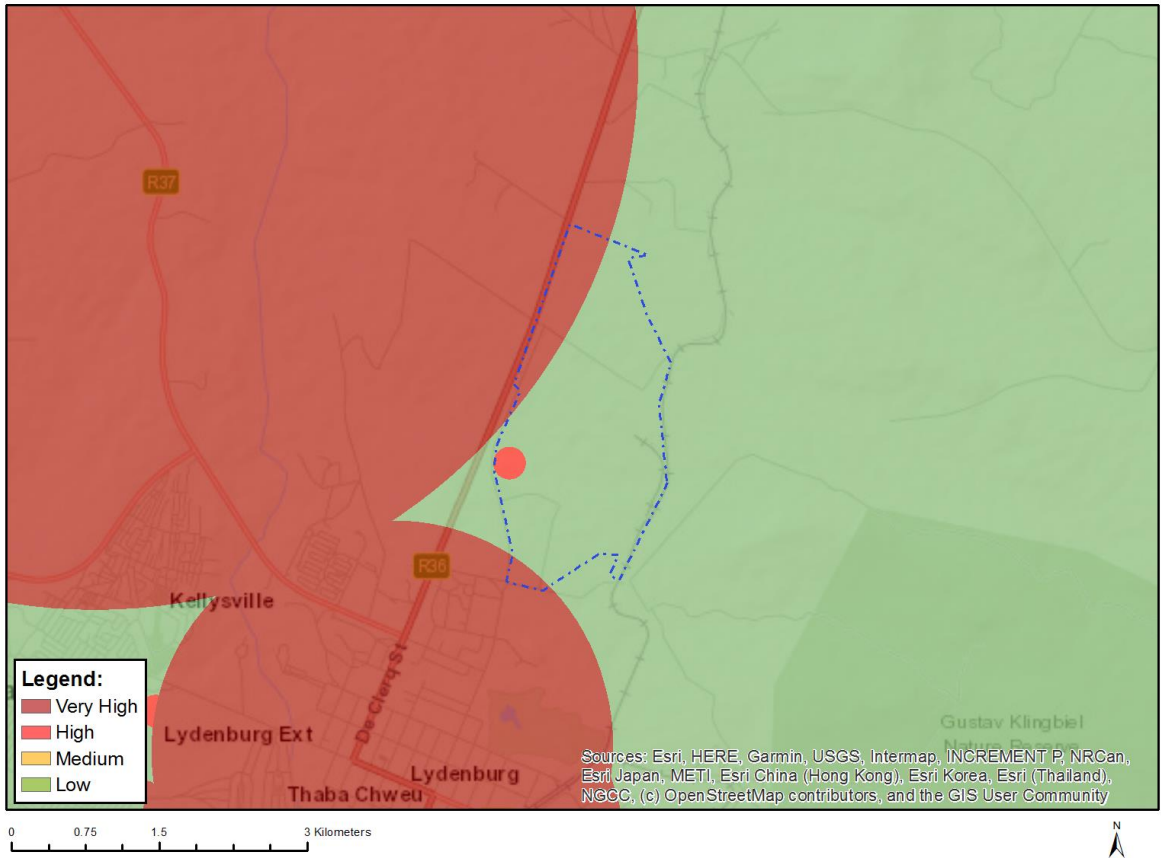 R37
R36
Kellysville
De Clerq St
Legend:
Very High
High
Medium
Low
Lydenburg Ext
Lydenburg
Thaba Chweu
Gustav Klingbiel
Nature Reserve
Sources: Esri, HERE, Garmin, USGS, Intermap, INCREMENT P, NRCan,
Esri Japan, METI, Esri China (Hong Kong), Esri Korea, Esri (Thailand),
NGCC, (c) OpenStreetMap contributors, and the GIS User Community
0 0.75 1.5 3 Kilometers
N